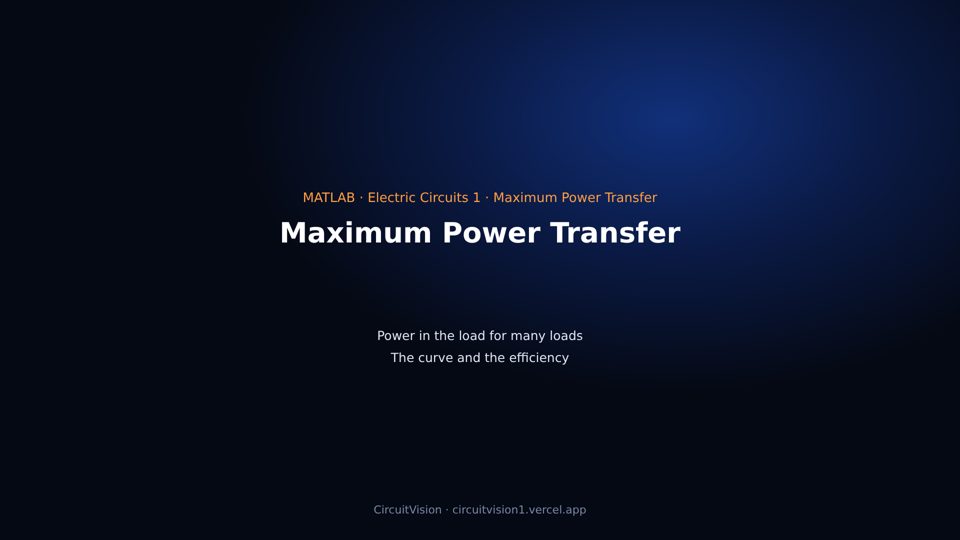 MATLAB · Electric Circuits 1 · Maximum Power Transfer
Maximum Power Transfer
Power in the load for many loads
The curve and the efficiency
CircuitVision · circuitvision1.vercel.app